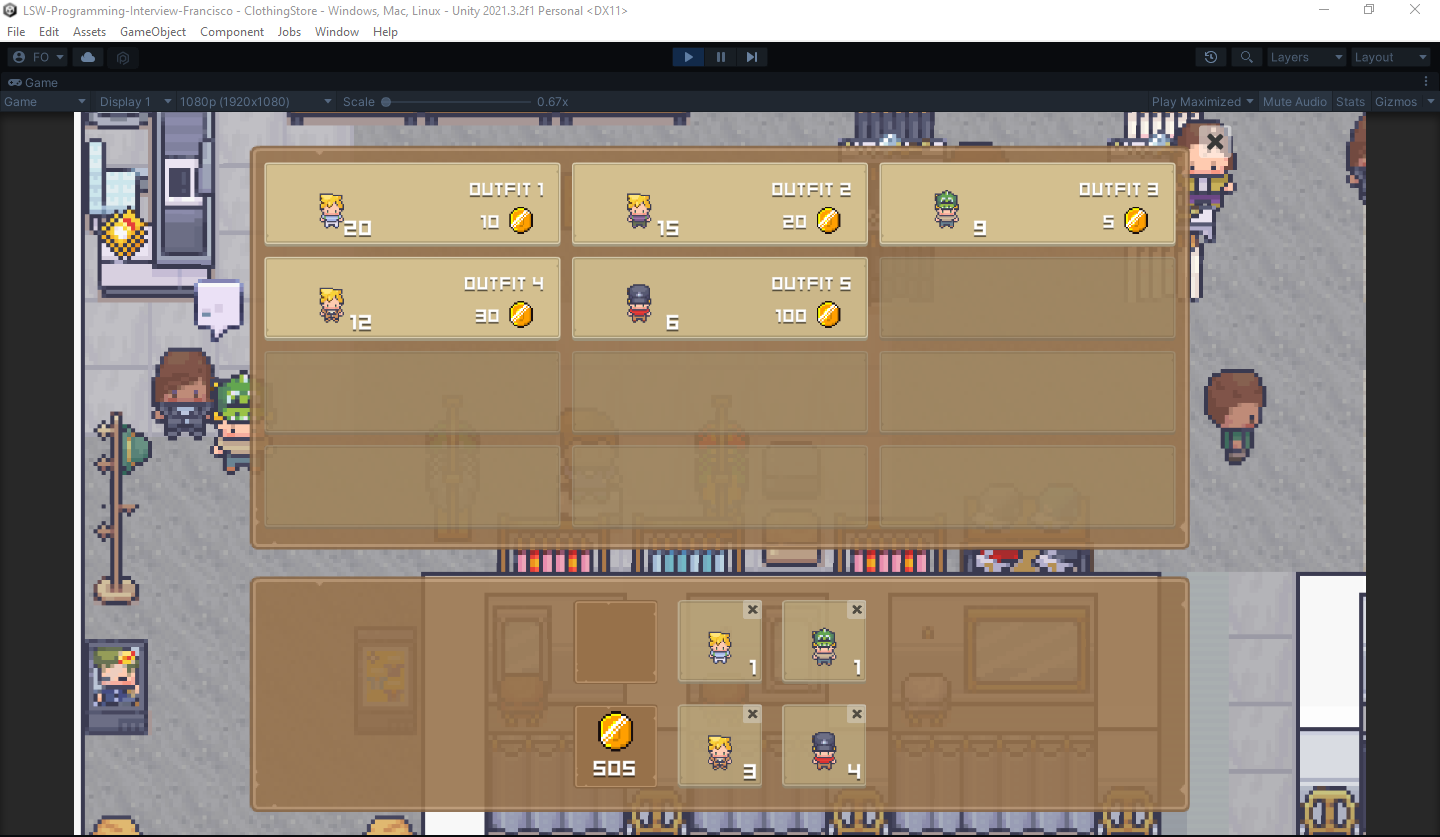 LSW-Programming-Interview-Francisco - ClothingStore - Windows, Mac, Linux - Unity 2021.3.2f1 Personal <DX11>
File Edit Assets GameObject Component Jobs Window Help
FO Layers Layout
Game
Game Display 1 1080p (1920x1080) Scale 0.67x Play Maximized Mute Audio Stats Gizmos
OUTFIT 1 OUTFIT 2 OUTFIT 3
20 10 15 20 9 5
OUTFIT 4 OUTFIT 5
12 30 6 100
1 1
505 3 4